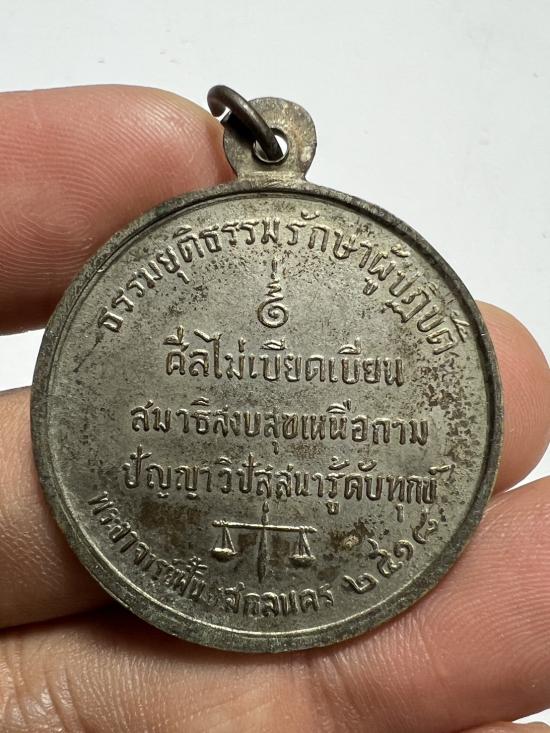 ธรรมยุติธรรมรักษาผู้ปฏิบัติ
ศีลไม่เบียดเบียน
สมาธิสงบสุขเหนือกาม
ปัญญาวิปัสสนารู้ดับทุกข์
พระอาจารย์ฝั้น สกลนคร ๒๕๑๘